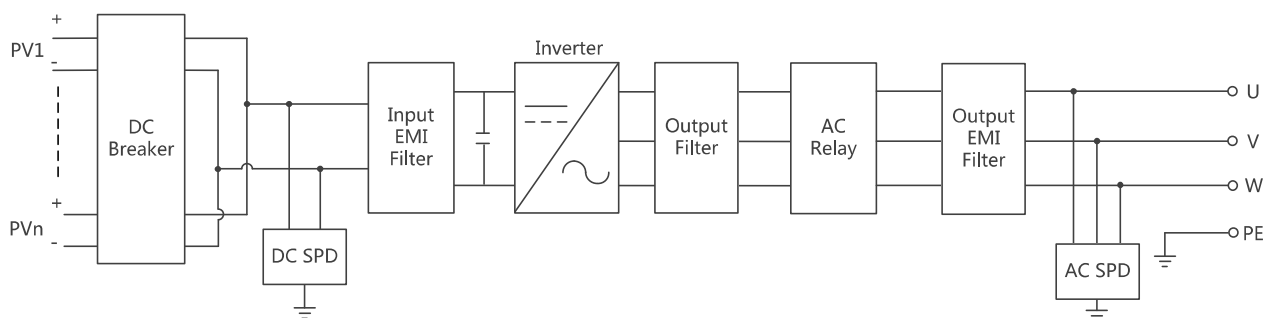 +
PV1
-
+
PVn
-
DC
Breaker
DC SPD
Input
EMI
Filter
Inverter
Output
Filter
AC
Relay
Output
EMI
Filter
AC SPD
U
V
W
PE